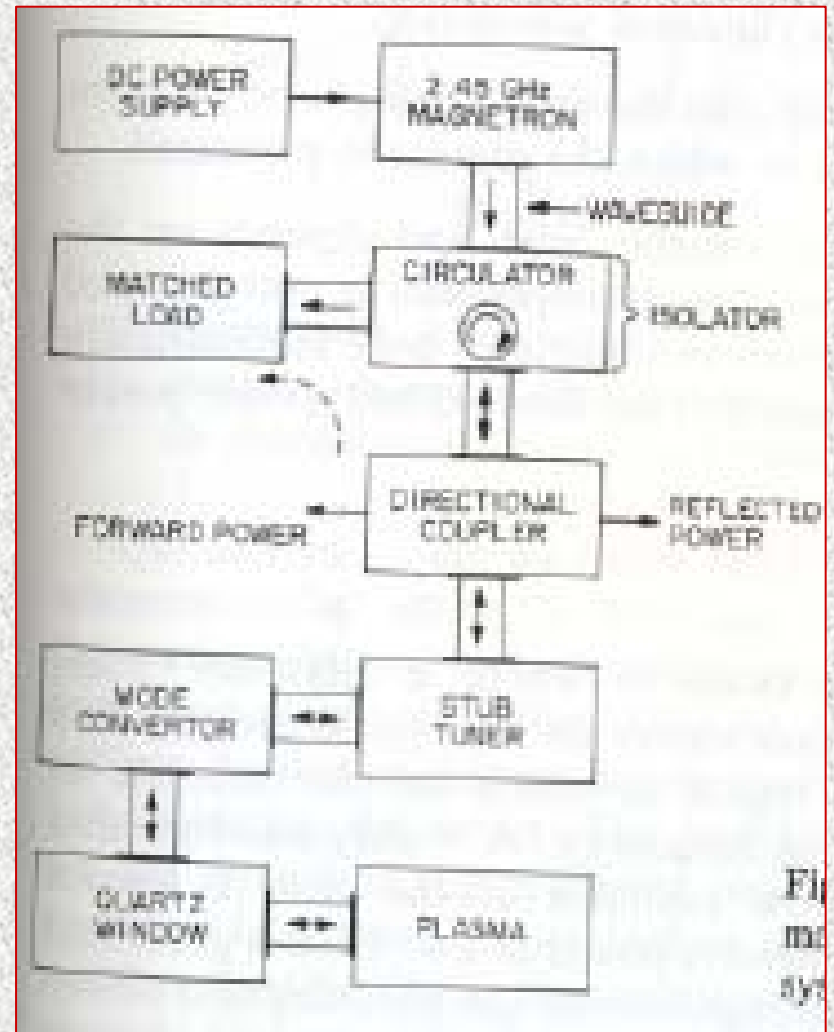 DC POWER
SUPPLY
2.45 GHz
MAGNETRON
WAVEGUIDE
MATCHED
LOAD
CIRCULATOR
ISOLATOR
FORWARD POWER
DIRECTIONAL
COUPLER
REFLECTED
POWER
MODE
CONVERTOR
STUB
TUNER
QUARTZ
WINDOW
PLASMA